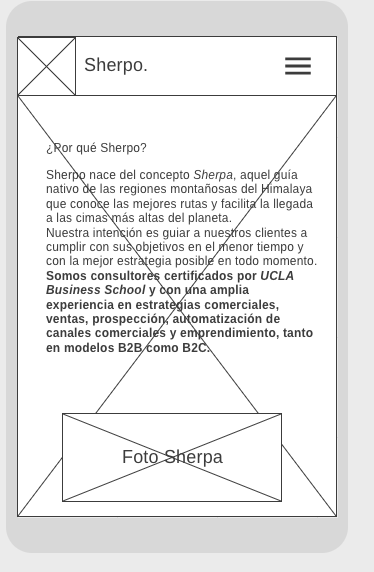 Sherpo.
¿Por qué Sherpo?
Sherpo nace del concepto Sherpa, aquel guía
nativo de las regiones montañosas del Himalaya
que conoce las mejores rutas y facilita la llegada
a las cimas más altas del planeta.
Nuestra intención es guiar a nuestros clientes a
cumplir con sus objetivos en el menor tiempo y
con la mejor estrategia posible en todo momento.
Somos consultores certificados por UCLA
Business School y con una amplia
experiencia en estrategias comerciales,
ventas, prospección, automatización de
canales comerciales y emprendimiento, tanto
en modelos B2B como B2C.
Foto Sherpa